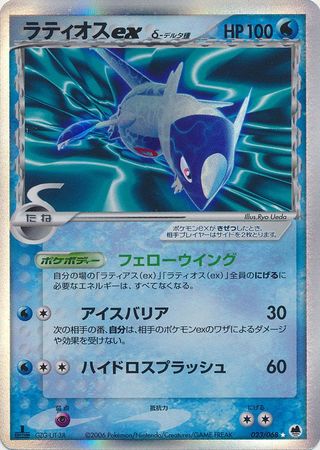 ラティオスex δ-デルタ種 HP100
δ
たね
Illus.Ryo Ueda
ポケモンexがきぜつしたとき、
相手プレイヤーはサイドを2枚とります。
ポケボディー フェローウイング
自分の場の「ラティアス(ex)」「ラティオス(ex)」全員のにげるに
必要なエネルギーは、すべてなくなる。
アイスバリア 30
次の相手の番、自分は、相手のポケモンexのワザによるダメージ
や効果を受けない。
ハイドロスプラッシュ 60
弱点 抵抗力 にげる
1
©2006 Pokémon/Nintendo/Creatures/GAME FREAK 023/068